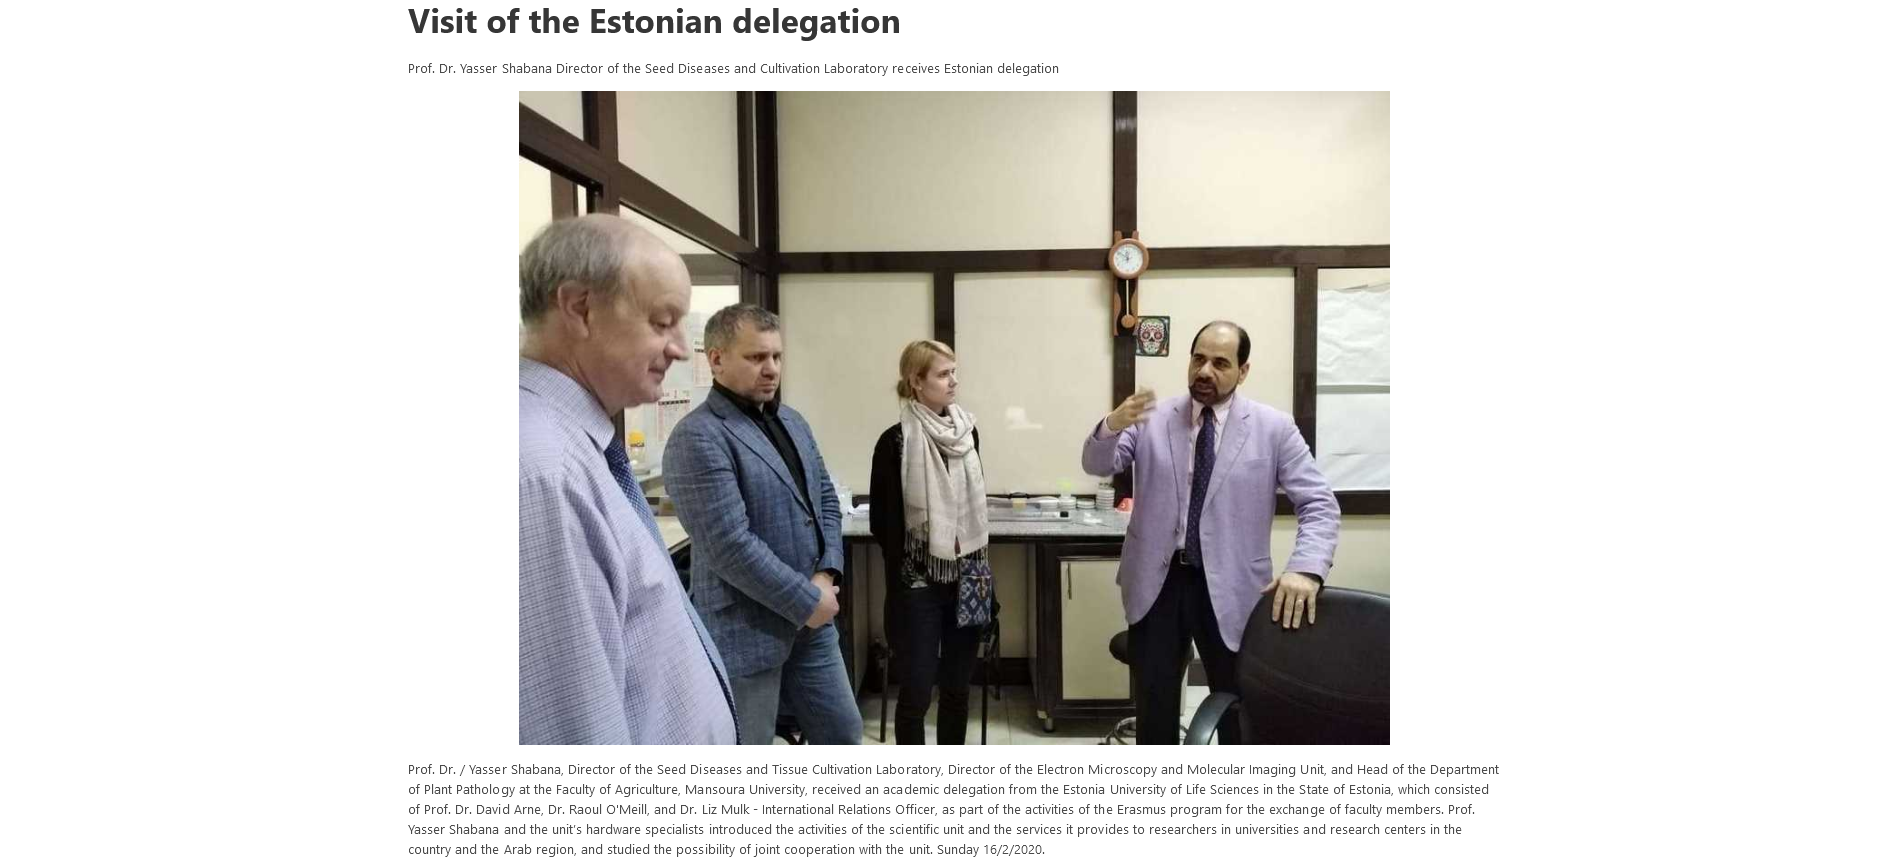 Visit of the Estonian delegation
Prof. Dr. Yasser Shabana Director of the Seed Diseases and Cultivation Laboratory receives Estonian delegation
Prof. Dr. / Yasser Shabana, Director of the Seed Diseases and Tissue Cultivation Laboratory, Director of the Electron Microscopy and Molecular Imaging Unit, and Head of the Department
of Plant Pathology at the Faculty of Agriculture, Mansoura University, received an academic delegation from the Estonia University of Life Sciences in the State of Estonia, which consisted
of Prof. Dr. David Arne, Dr. Raoul O'Meill, and Dr. Liz Mulk - International Relations Officer, as part of the activities of the Erasmus program for the exchange of faculty members. Prof.
Yasser Shabana and the unit's hardware specialists introduced the activities of the scientific unit and the services it provides to researchers in universities and research centers in the
country and the Arab region, and studied the possibility of joint cooperation with the unit. Sunday 16/2/2020.